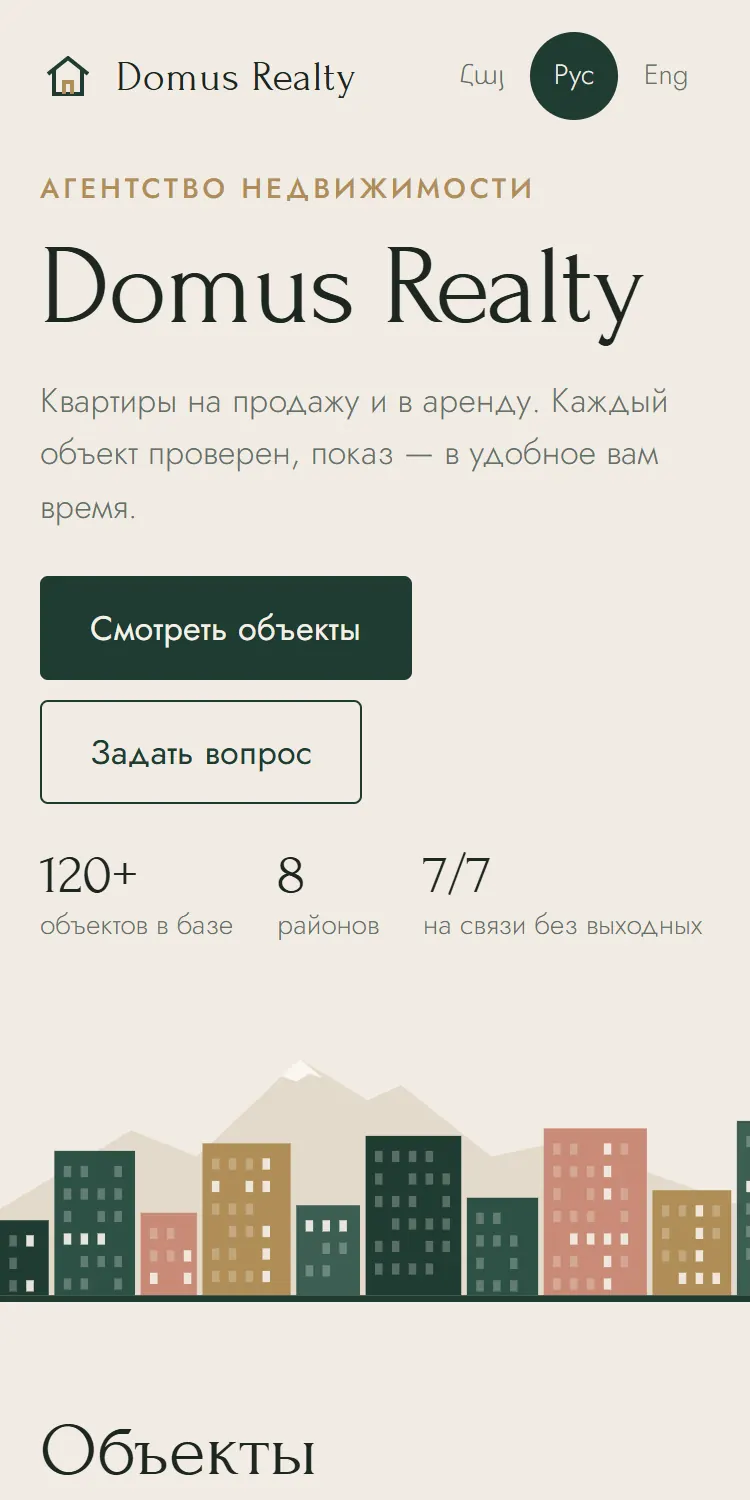 Domus Realty
Հայ
Рус
Eng
АГЕНТСТВО НЕДВИЖИМОСТИ
Domus Realty
Квартиры на продажу и в аренду. Каждый
объект проверен, показ — в удобное вам
время.
Смотреть объекты
Задать вопрос
120+
объектов в базе
8
районов
7/7
на связи без выходных
Объекты